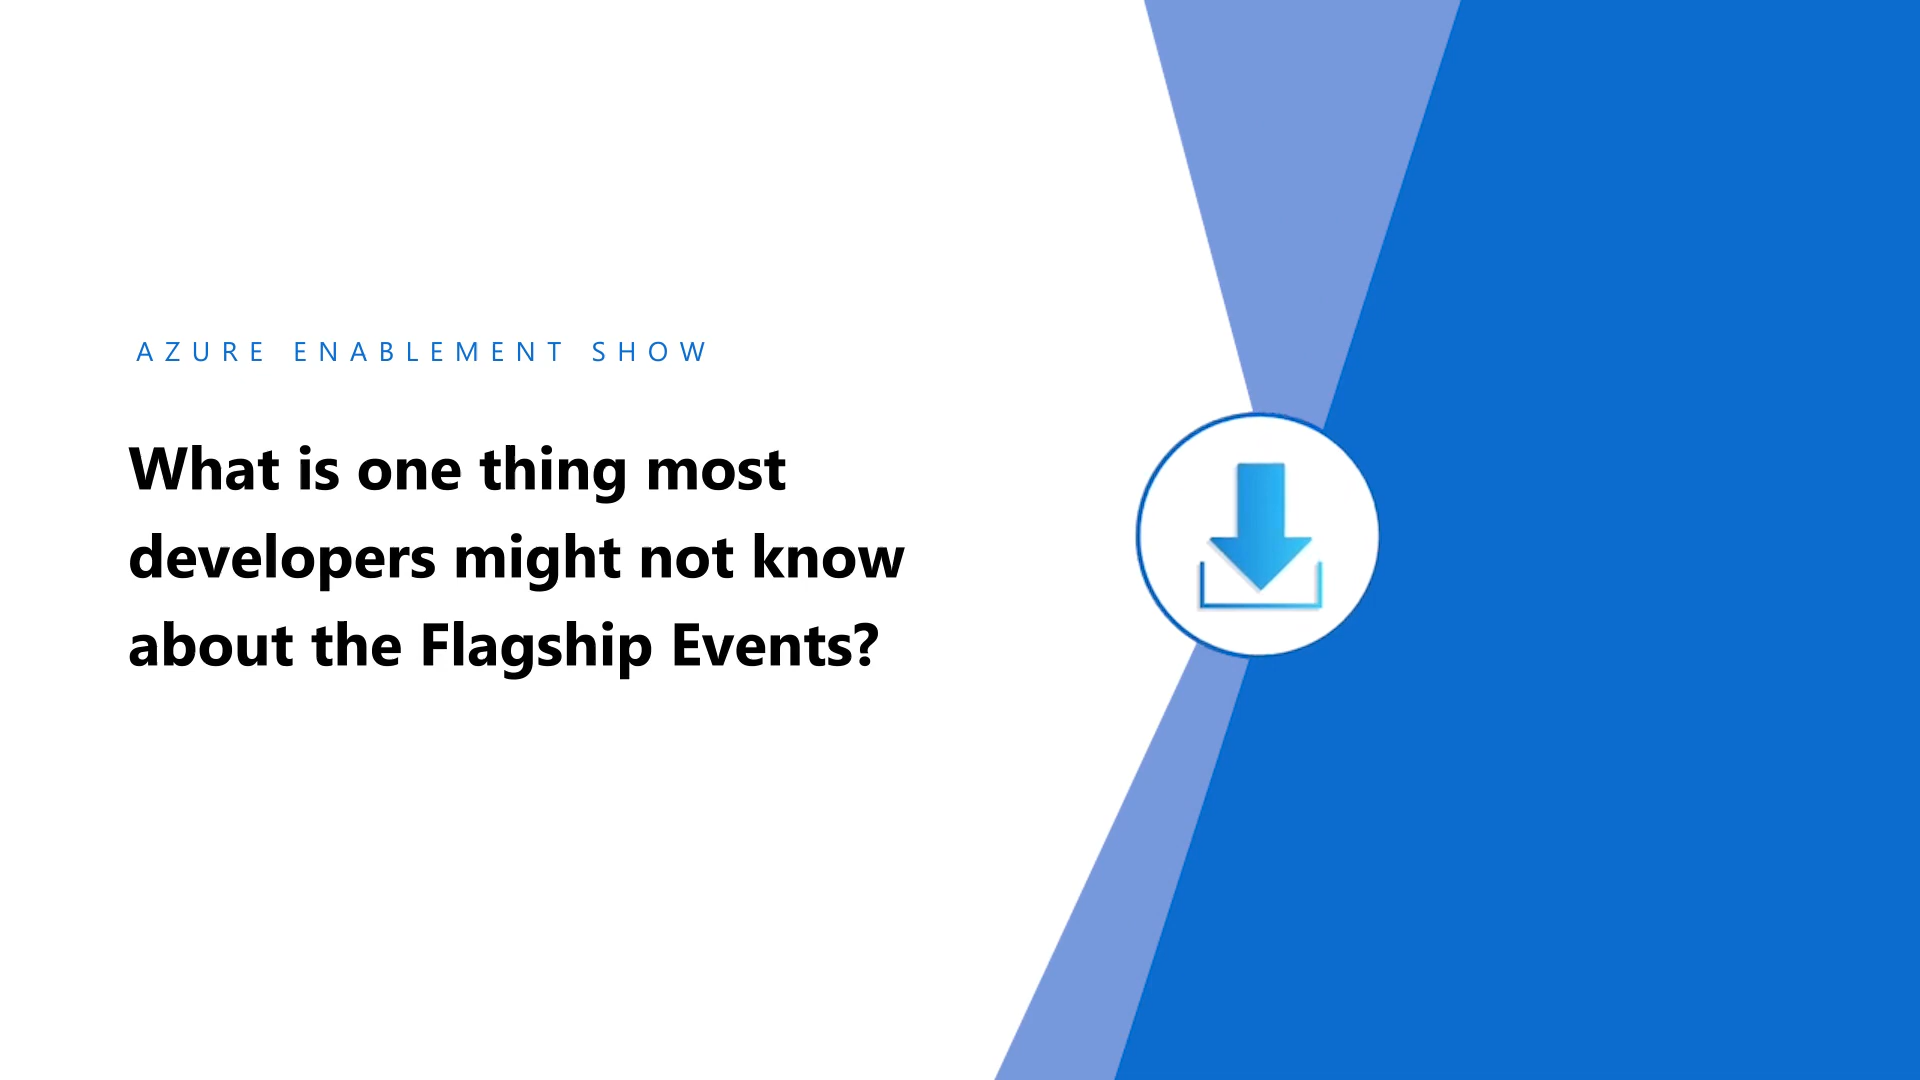 AZURE ENABLEMENT SHOW
What is one thing most
developers might not know
about the Flagship Events?